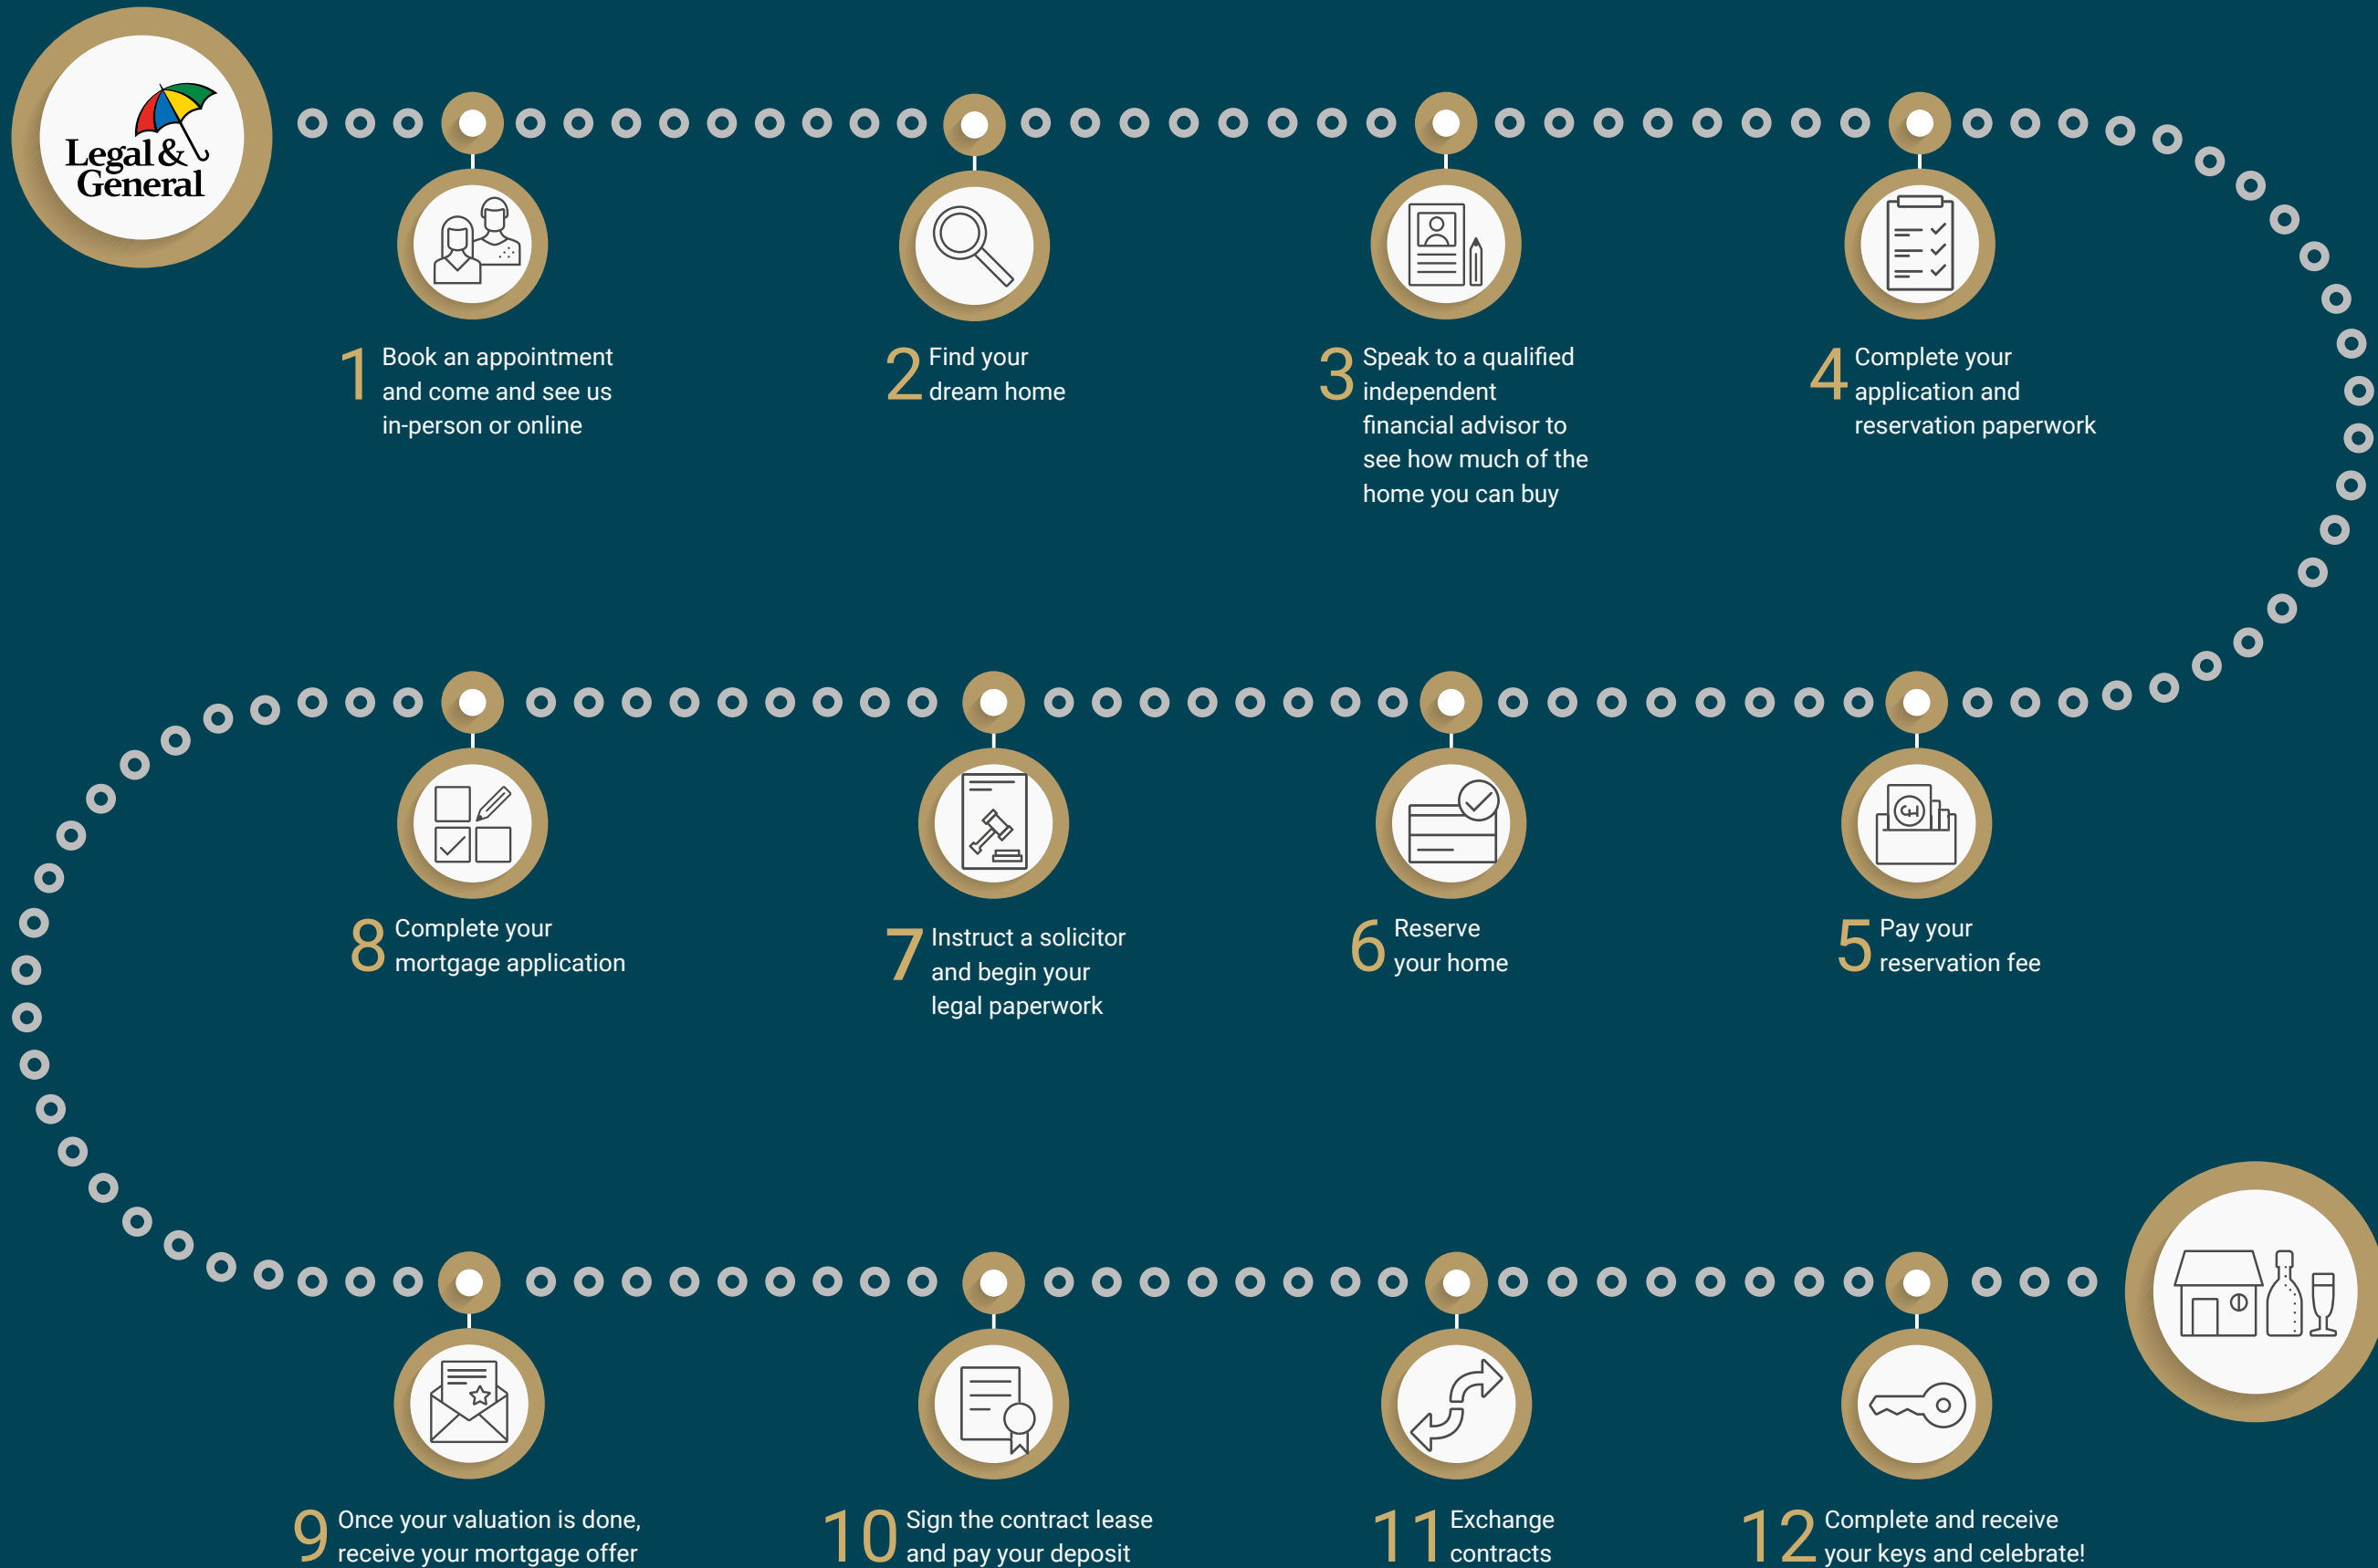 Legal &
General
1 Book an appointment
and come and see us
in-person or online
2 Find your
dream home
3 Speak to a qualified
independent
financial advisor to
see how much of the
home you can buy
4 Complete your
application and
reservation paperwork
5 Pay your
reservation fee
6 Reserve
your home
7 Instruct a solicitor
and begin your
legal paperwork
8 Complete your
mortgage application
9 Once your valuation is done,
receive your mortgage offer
10 Sign the contract lease
and pay your deposit
11 Exchange
contracts
12 Complete and receive
your keys and celebrate!